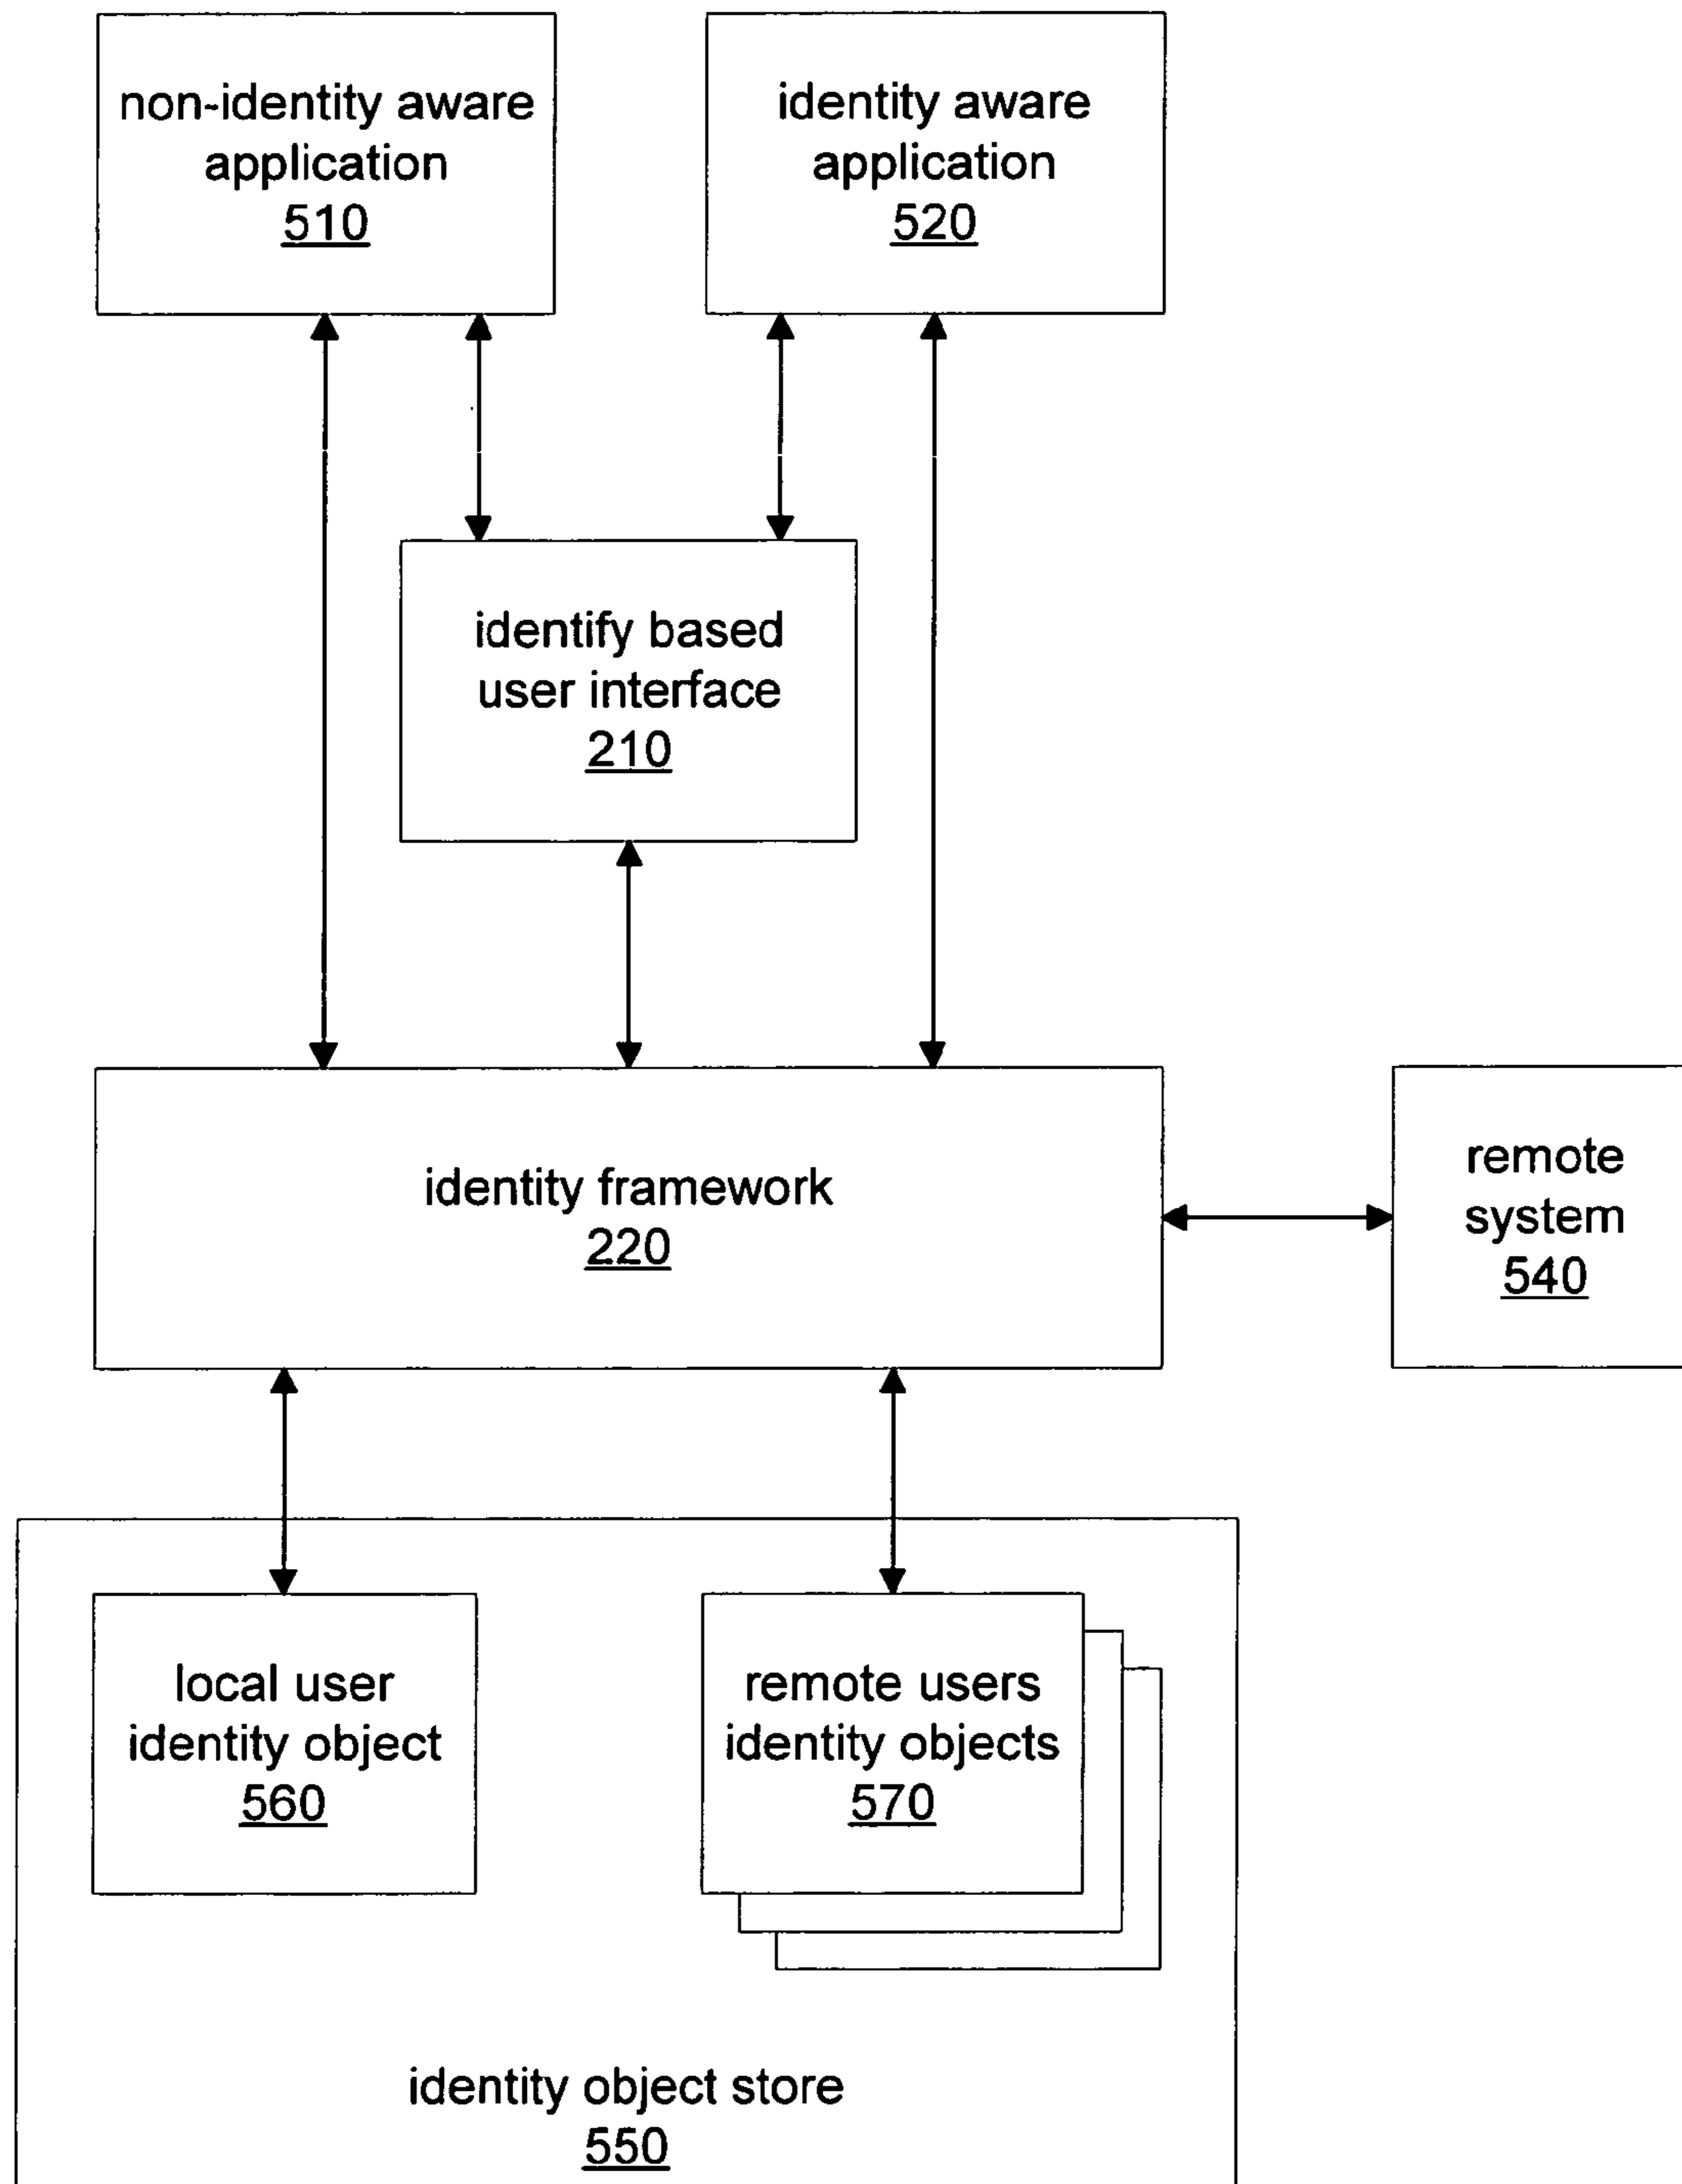 non-identity aware
application
510
identity aware
application
520
identify based
user interface
210
identity framework
220
remote
system
540
local user
identity object
560
remote users
identity objects
570
identity object store
550